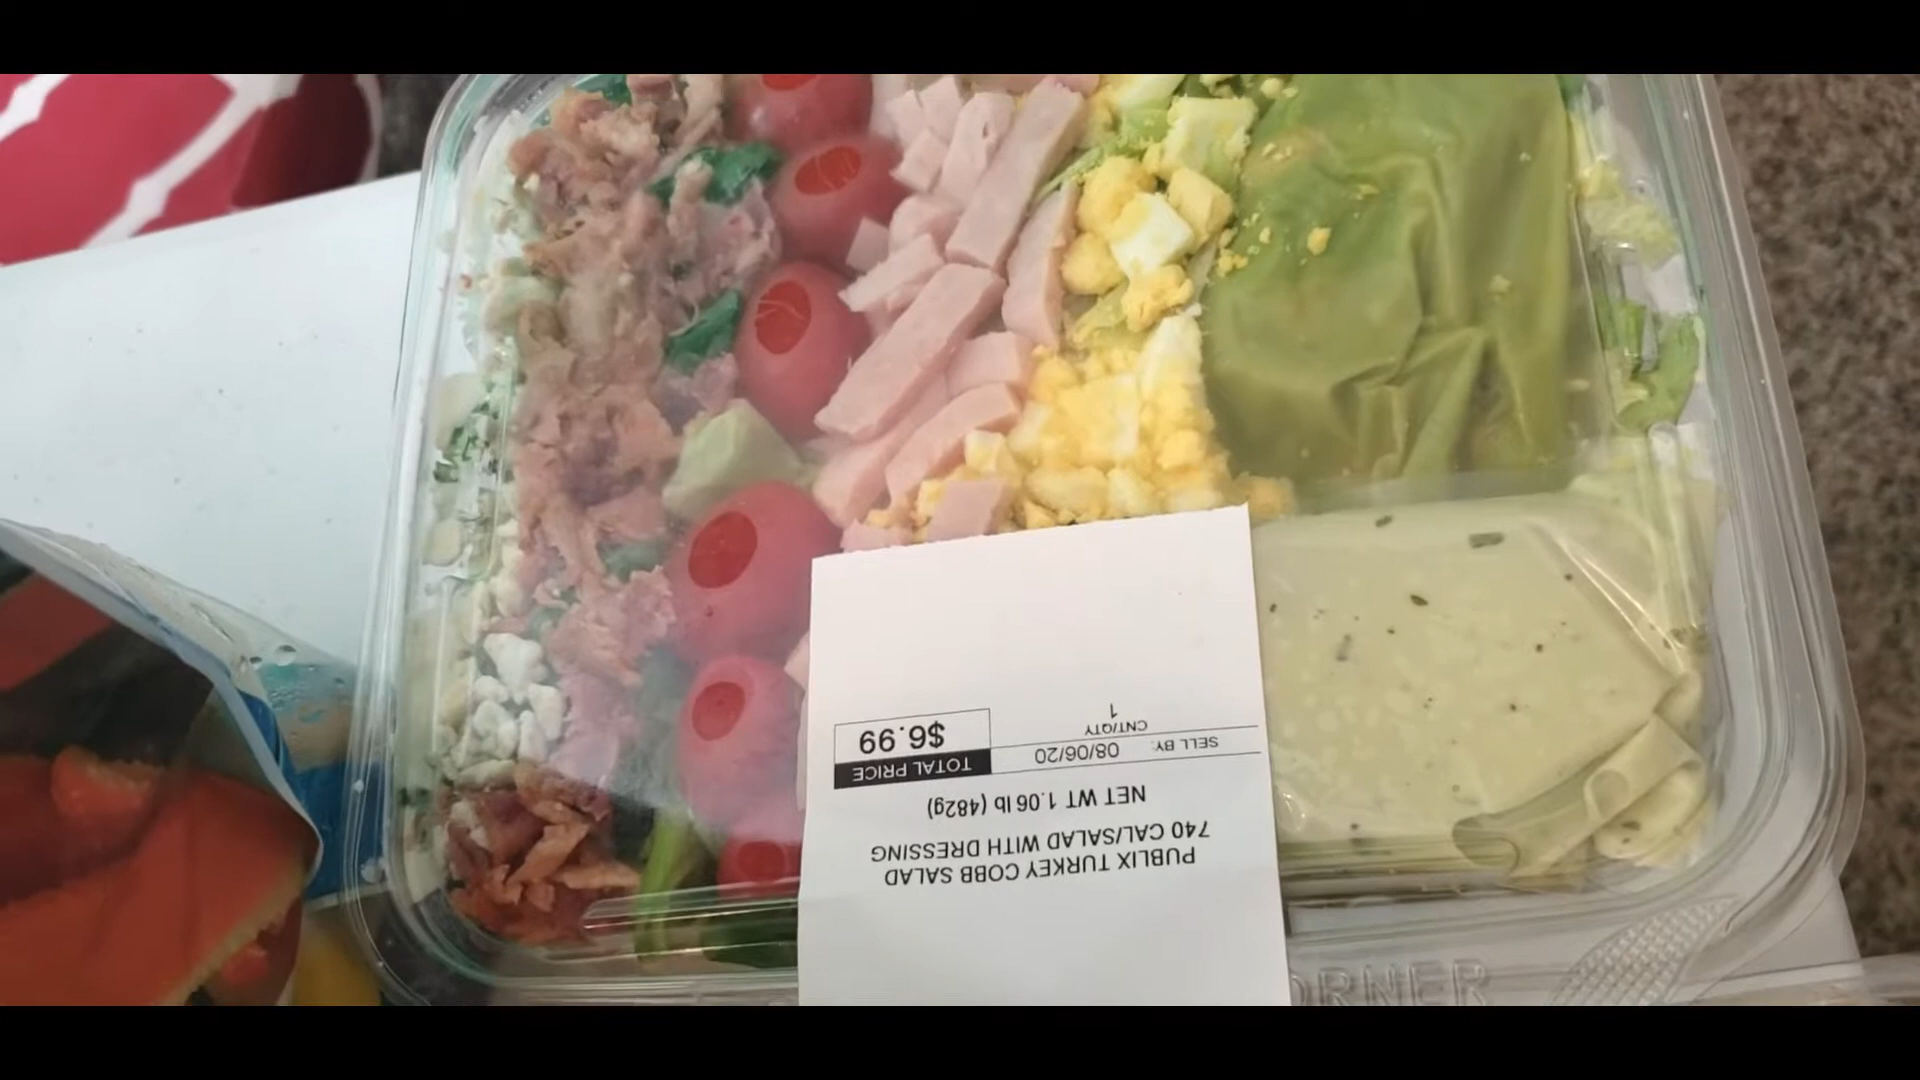 PUBLIX TURKEY COBB SALAD
740 CAL/SALAD WITH DRESSING
NET WT 1.06 lb (482g)
SELL BY: 08/06/20
TOTAL PRICE
CNT/QTY
1
$6.99
ORNER